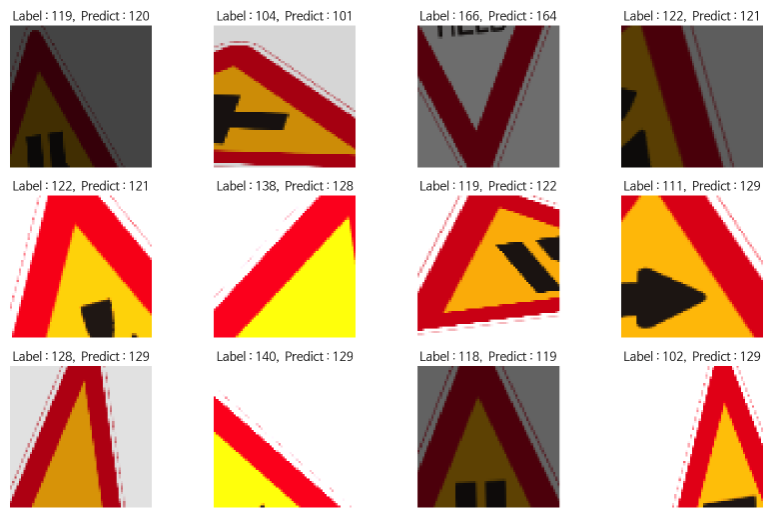 Label : 119, Predict : 120
Label : 104, Predict : 101
Label : 166, Predict : 164
Label : 122, Predict : 121
Label : 122, Predict : 121
Label : 138, Predict : 128
Label : 119, Predict : 122
Label : 111, Predict : 129
Label : 128, Predict : 129
Label : 140, Predict : 129
Label : 118, Predict : 119
Label : 102, Predict : 129